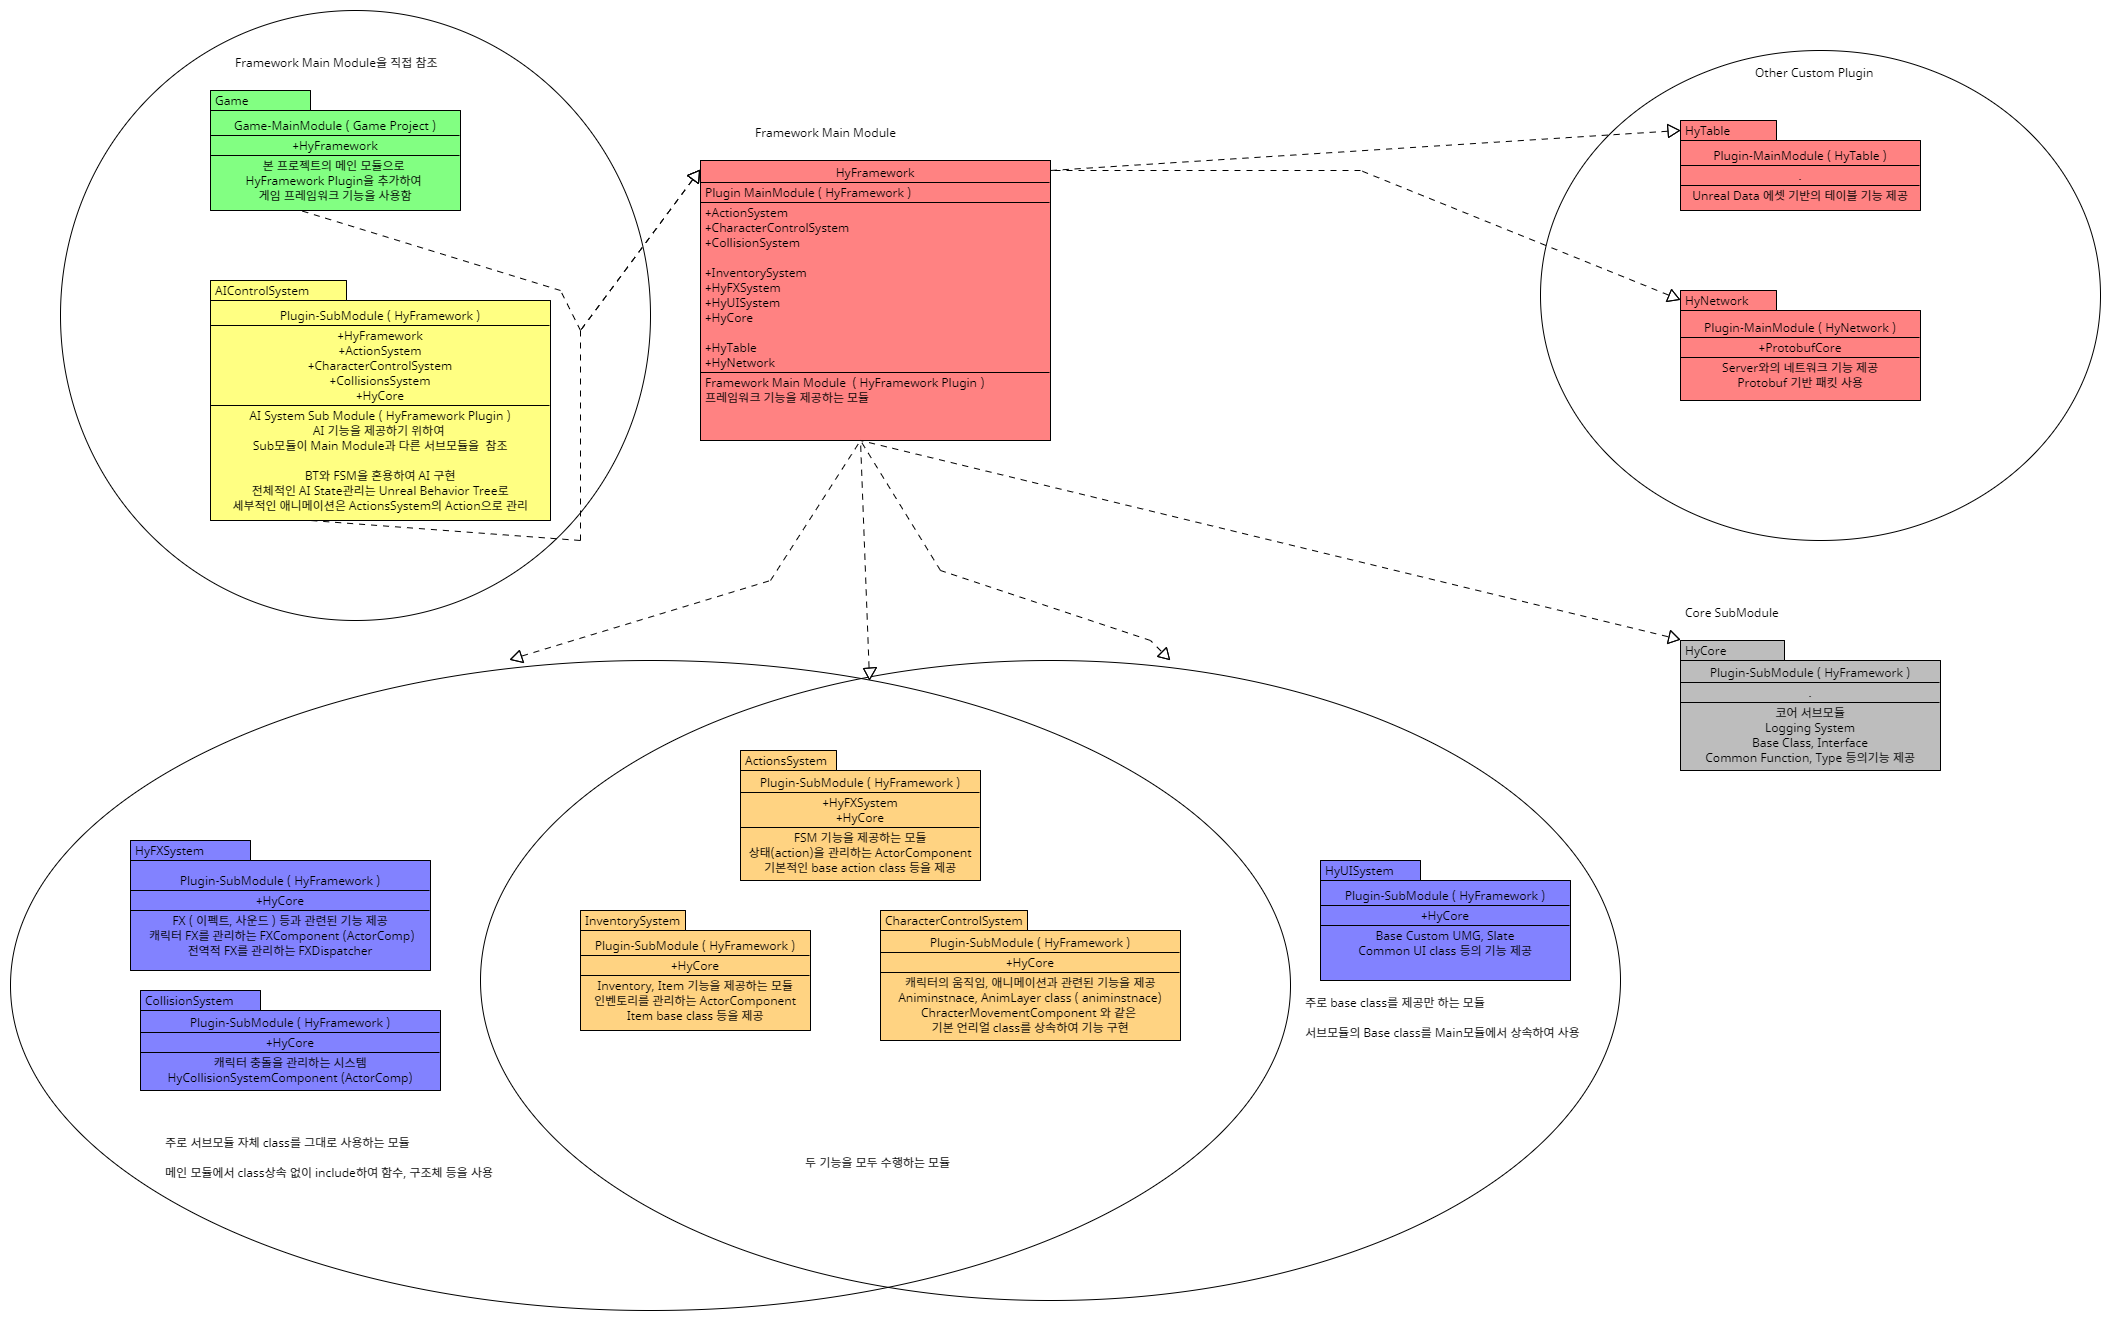 Framework Main Module을 직접 참조
Game
Game-MainModule ( Game Project )
+HyFramework
본 프로젝트의 메인 모듈으로
HyFramework Plugin을 추가하여
게임 프레임워크 기능을 사용함
AIControlSystem
Plugin-SubModule ( HyFramework )
+HyFramework
+ActionSystem
+CharacterControlSystem
+CollisionsSystem
+HyCore
AI System Sub Module ( HyFramework Plugin )
AI 기능을 제공하기 위하여
Sub모듈이 Main Module과 다른 서브모듈을  참조
BT와 FSM을 혼용하여 AI 구현
전체적인 AI State관리는 Unreal Behavior Tree로
세부적인 애니메이션은 ActionsSystem의 Action으로 관리
Framework Main Module
HyFramework
Plugin MainModule ( HyFramework )
+ActionSystem
+CharacterControlSystem
+CollisionSystem
+InventorySystem
+HyFXSystem
+HyUISystem
+HyCore
+HyTable
+HyNetwork
Framework Main Module  ( HyFramework Plugin )
프레임워크 기능을 제공하는 모듈
Other Custom Plugin
HyTable
Plugin-MainModule ( HyTable )
.
Unreal Data 에셋 기반의 테이블 기능 제공
HyNetwork
Plugin-MainModule ( HyNetwork )
+ProtobufCore
Server와의 네트워크 기능 제공
Protobuf 기반 패킷 사용
Core SubModule
HyCore
Plugin-SubModule ( HyFramework )
.
코어 서브모듈
Logging System
Base Class, Interface
Common Function, Type 등의기능 제공
HyFXSystem
Plugin-SubModule ( HyFramework )
+HyCore
FX ( 이펙트, 사운드 ) 등과 관련된 기능 제공
캐릭터 FX를 관리하는 FXComponent (ActorComp)
전역적 FX를 관리하는 FXDispatcher
CollisionSystem
Plugin-SubModule ( HyFramework )
+HyCore
캐릭터 충돌을 관리하는 시스템
HyCollisionSystemComponent (ActorComp)
주로 서브모듈 자체 class를 그대로 사용하는 모듈
메인 모듈에서 class상속 없이 include하여 함수, 구조체 등을 사용
ActionsSystem
Plugin-SubModule ( HyFramework )
+HyFXSystem
+HyCore
FSM 기능을 제공하는 모듈
상태(action)을 관리하는 ActorComponent
기본적인 base action class 등을 제공
InventorySystem
Plugin-SubModule ( HyFramework )
+HyCore
Inventory, Item 기능을 제공하는 모듈
인벤토리를 관리하는 ActorComponent
Item base class 등을 제공
CharacterControlSystem
Plugin-SubModule ( HyFramework )
+HyCore
캐릭터의 움직임, 애니메이션과 관련된 기능을 제공
Animinstnace, AnimLayer class ( animinstnace)
ChracterMovementComponent 와 같은
기본 언리얼 class를 상속하여 기능 구현
두 기능을 모두 수행하는 모듈
HyUISystem
Plugin-SubModule ( HyFramework )
+HyCore
Base Custom UMG, Slate
Common UI class 등의 기능 제공
주로 base class를 제공만 하는 모듈
서브모듈의 Base class를 Main모듈에서 상속하여 사용